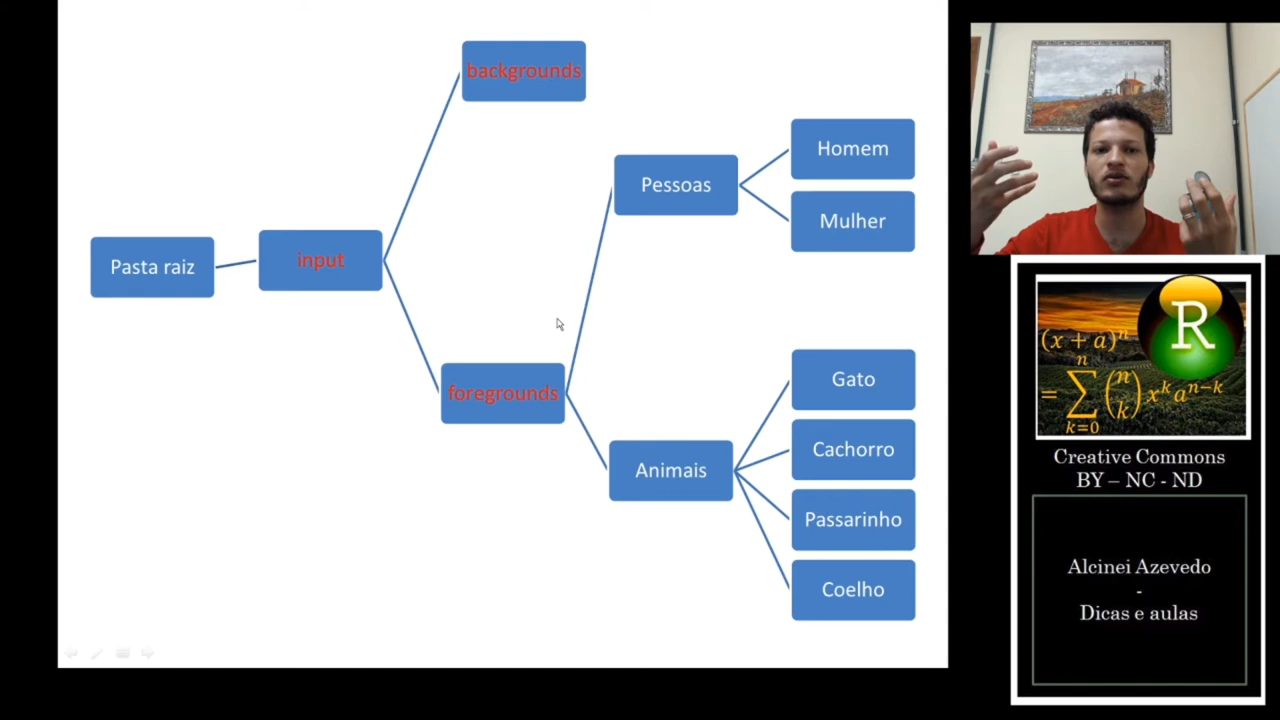 backgrounds
Pessoas
Homem
Mulher
Pasta raiz
input
foregrounds
Animais
Gato
Cachorro
Passarinho
Coelho
R
(x + a)^n
= ∑_{k=0}^{n} (n k) x^k a^{n−k}
Creative Commons
BY – NC - ND
Alcinei Azevedo
-
Dicas e aulas